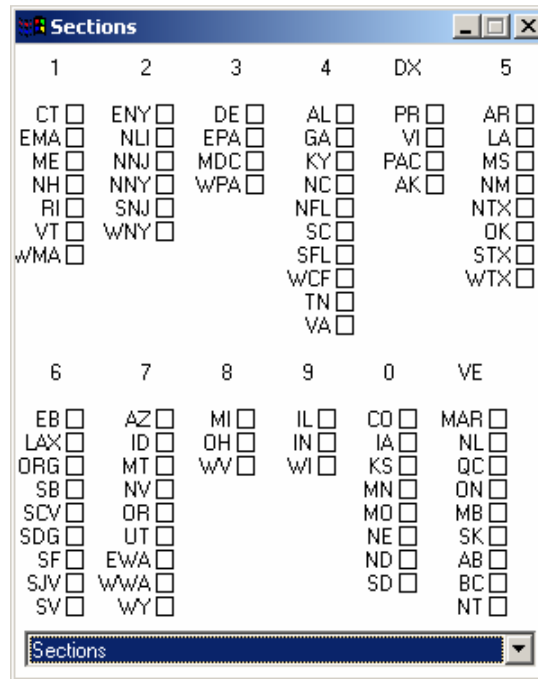 Sections
1 2 3 4 DX 5
CT ENY DE AL PR AR
EMA NLI EPA GA VI LA
ME NNJ MDC KY PAC MS
NH NNY WPA NC AK NM
RI SNJ NFL NTX
VT WNY SC OK
WMA SFL STX
WCF WTX
TN
VA
6 7 8 9 0 VE
EB AZ MI IL CO MAR
LAX ID OH IN IA NL
ORG MT WV WI KS QC
SB NV MN ON
SCV OR MO MB
SDG UT NE SK
SF EWA ND AB
SJV WWA SD BC
SV WY NT
Sections